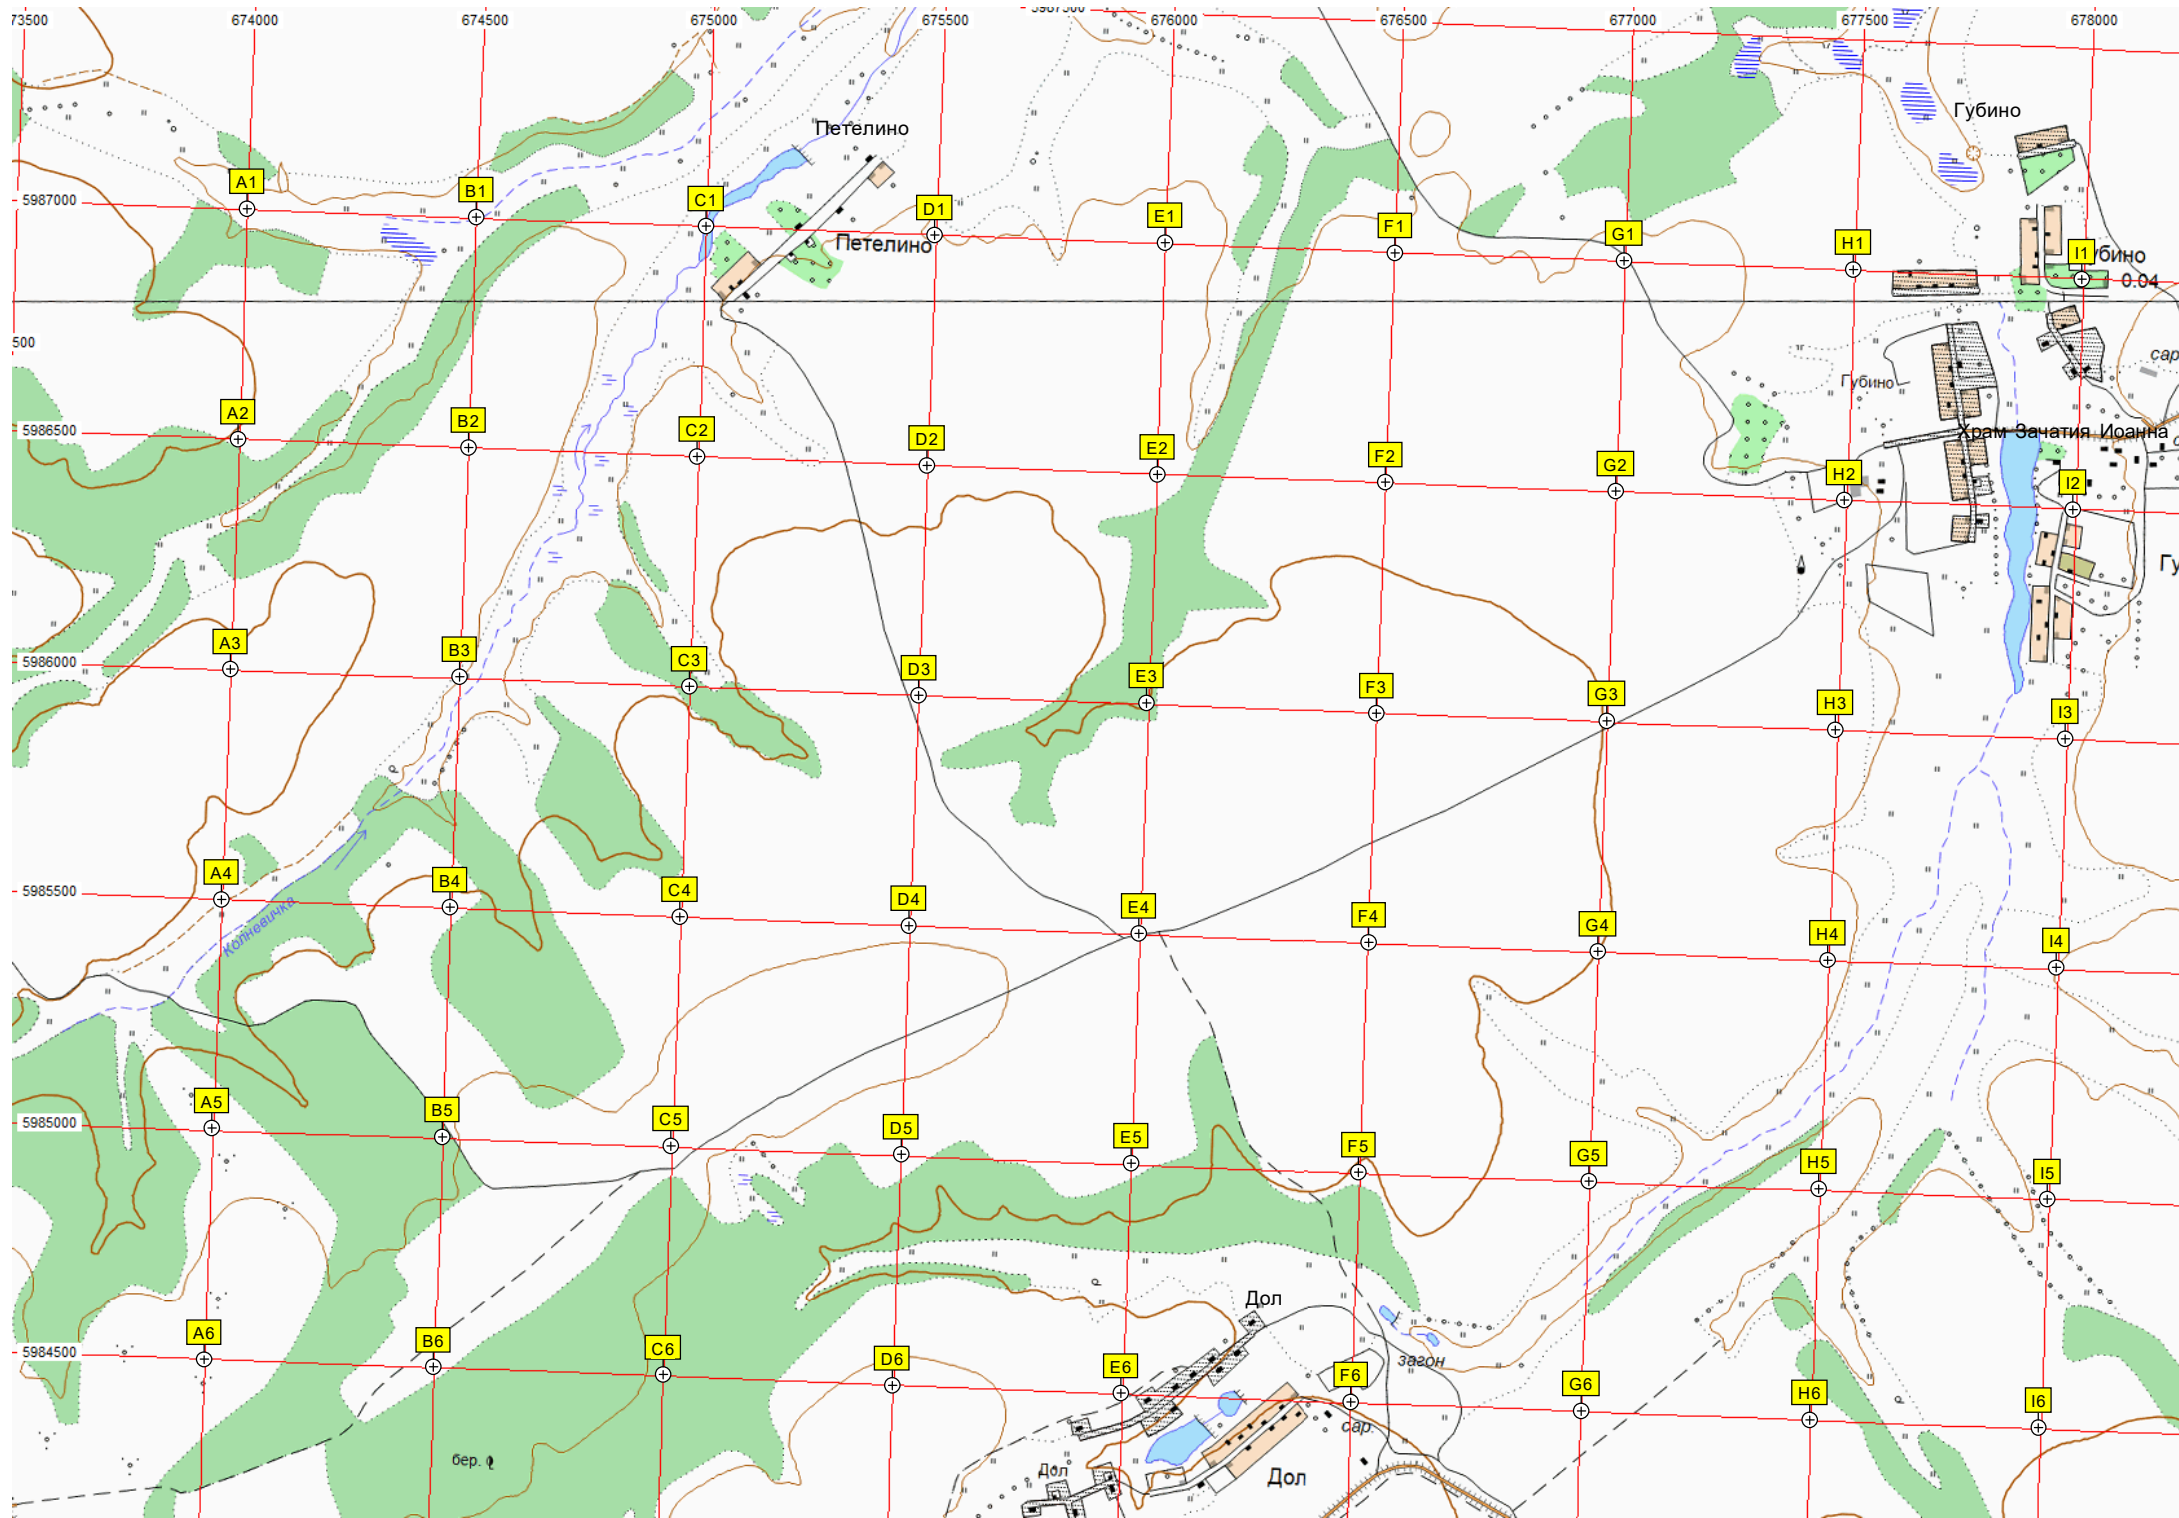 73500 674000 674500 675000 675500 5987500 676000 676500 677000 677500 678000
Петелино
Губино
5987000
A1 B1 C1 D1 E1 F1 G1 H1 I1
Петелино
Губино
0.04
500
сар
Губино
A2 B2 C2 D2 E2 F2 G2 H2 I2
5986500
Храм Зачатия Иоанна
с
Гу
A3 B3 C3 D3 E3 F3 G3 H3 I3
5986000
A4 B4 C4 D4 E4 F4 G4 H4 I4
5985500
Колневичка
A5 B5 C5 D5 E5 F5 G5 H5 I5
5985000
Дол
A6 B6 C6 D6 E6 F6 G6 H6 I6
5984500
загон
сар.
бер.
Дол
Дол